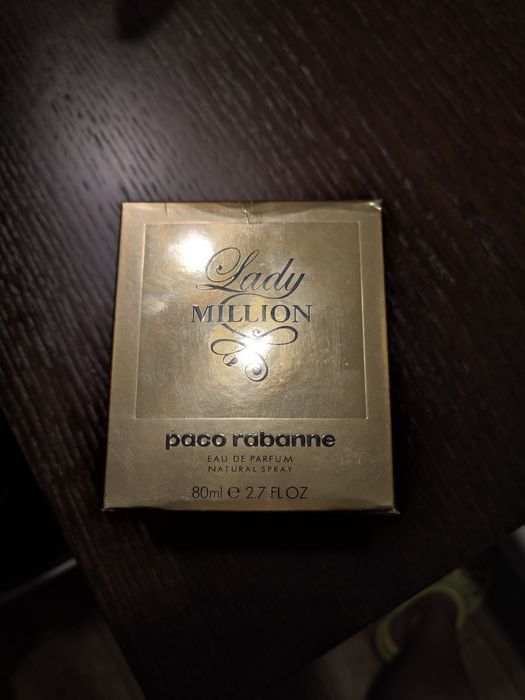 Lady
MILLION
paco rabanne
EAU DE PARFUM
NATURAL SPRAY
80ml e 2.7 FL OZ